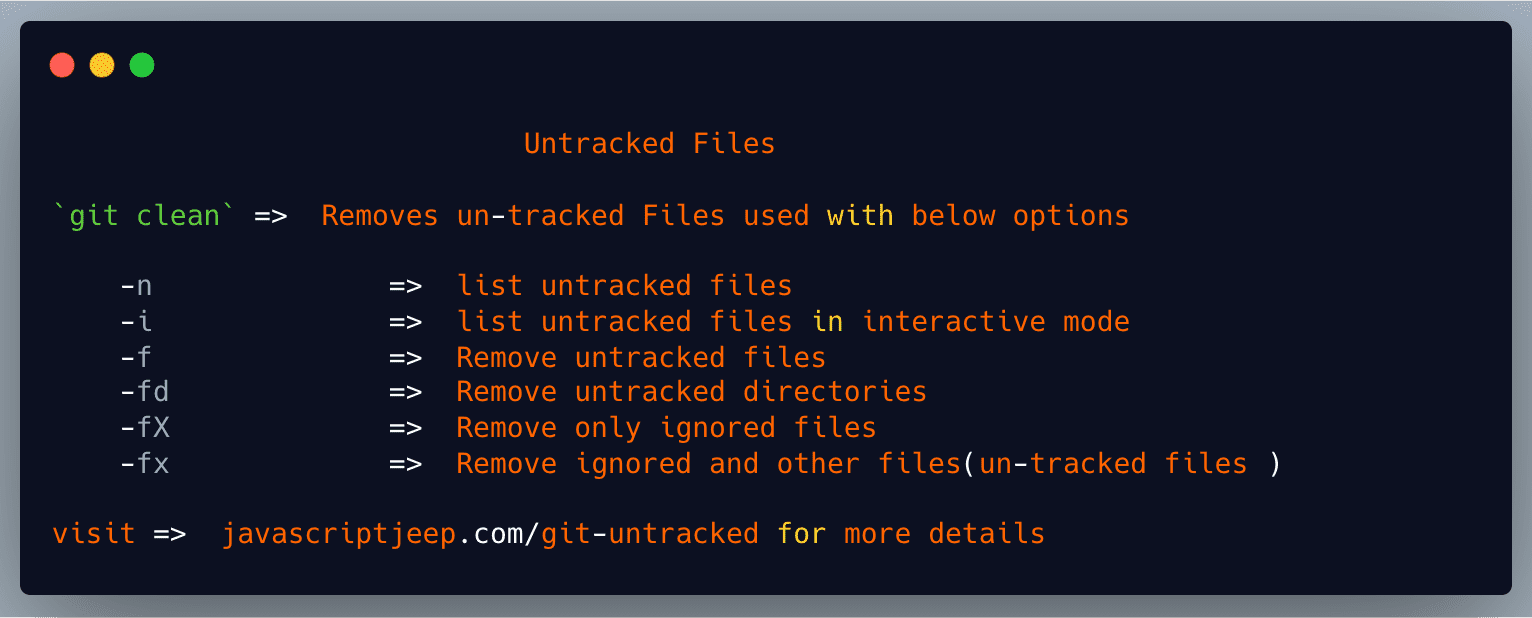 Untracked Files
`git clean` => Removes un-tracked Files used with below options
-n => list untracked files
-i => list untracked files in interactive mode
-f => Remove untracked files
-fd => Remove untracked directories
-fX => Remove only ignored files
-fx => Remove ignored and other files(un-tracked files )
visit => javascriptjeep.com/git-untracked for more details